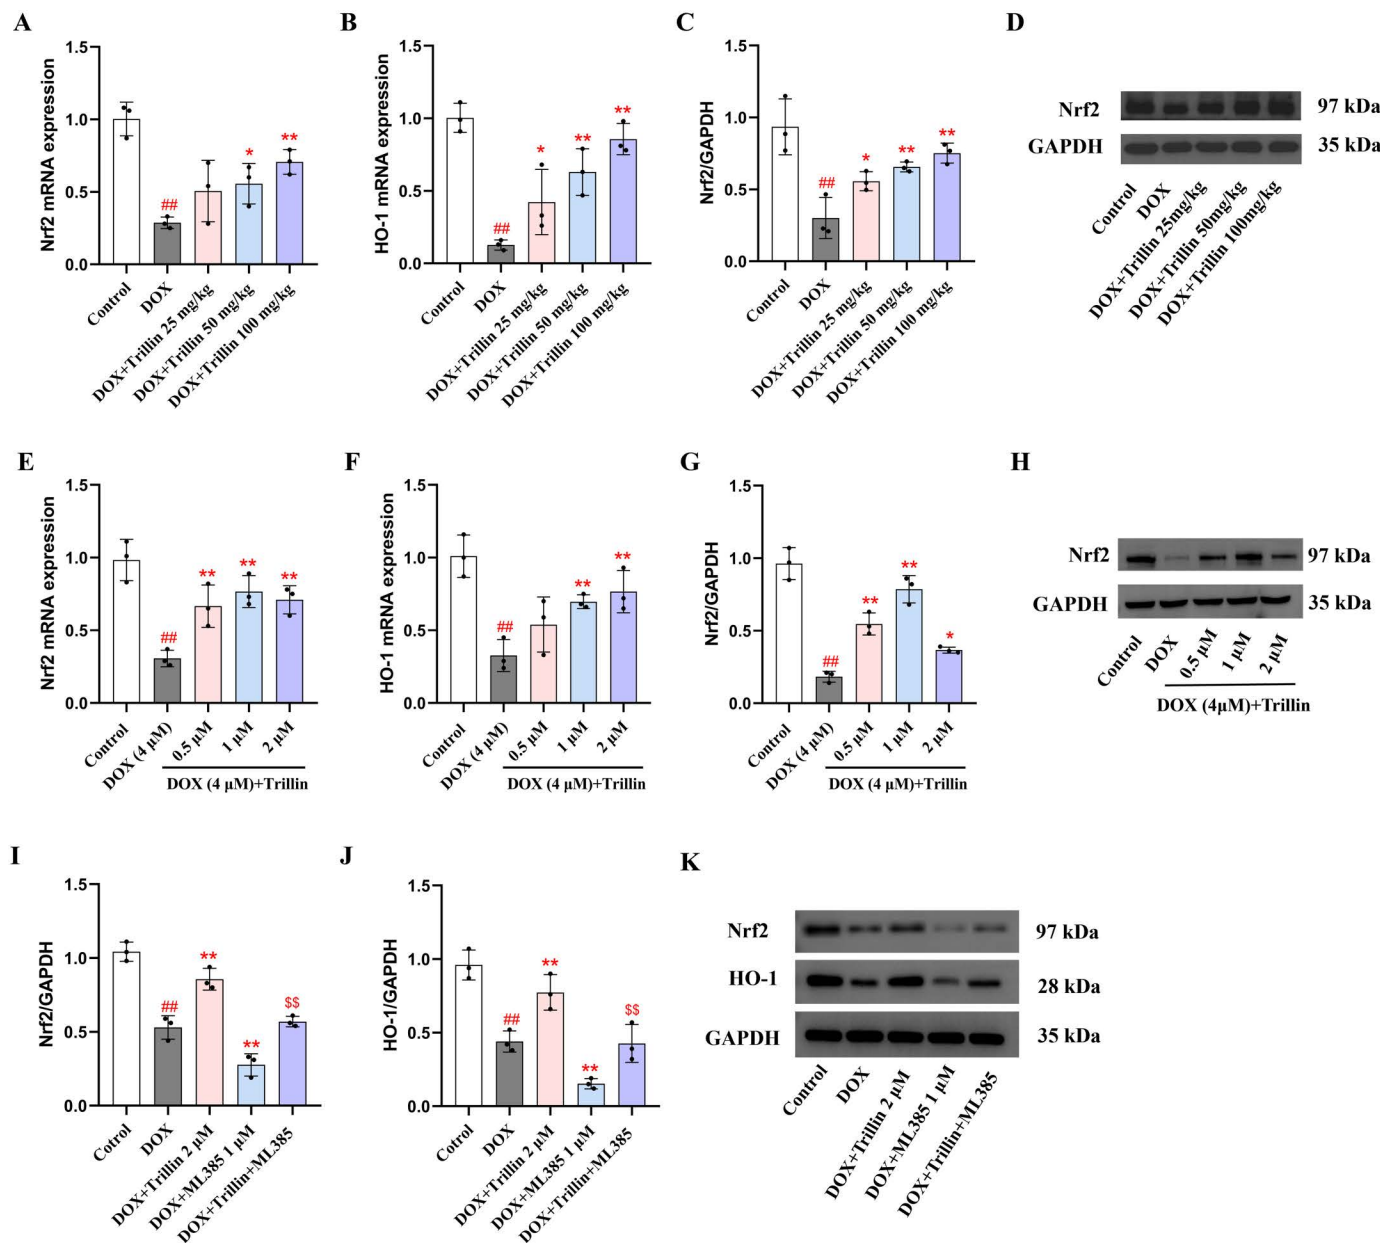 A
Nrf2 mRNA expression
1.5
1.0
0.5
0.0
##
*
**
Control
DOX
DOX+Trillin 25 mg/kg
DOX+Trillin 50 mg/kg
DOX+Trillin 100 mg/kg
B
HO-1 mRNA expression
1.5
1.0
0.5
0.0
##
*
**
**
Control
DOX
DOX+Trillin 25 mg/kg
DOX+Trillin 50 mg/kg
DOX+Trillin 100 mg/kg
C
Nrf2/GAPDH
1.5
1.0
0.5
0.0
##
*
**
**
Control
DOX
DOX+Trillin 25 mg/kg
DOX+Trillin 50 mg/kg
DOX+Trillin 100 mg/kg
D
Nrf2 97 kDa
GAPDH 35 kDa
Control
DOX
DOX+Trillin 25mg/kg
DOX+Trillin 50mg/kg
DOX+Trillin 100mg/kg
E
Nrf2 mRNA expression
1.5
1.0
0.5
0.0
##
**
**
**
Control
DOX (4 μM)
0.5 μM
1 μM
2 μM
DOX (4 μM)+Trillin
F
HO-1 mRNA expression
1.5
1.0
0.5
0.0
##
**
**
Control
DOX (4 μM)
0.5 μM
1 μM
2 μM
DOX (4 μM)+Trillin
G
Nrf2/GAPDH
1.5
1.0
0.5
0.0
##
**
**
*
Control
DOX (4 μM)
0.5 μM
1 μM
2 μM
DOX (4 μM)+Trillin
H
Nrf2 97 kDa
GAPDH 35 kDa
Control
DOX
0.5 μM
1 μM
2 μM
DOX (4μM)+Trillin
I
Nrf2/GAPDH
1.5
1.0
0.5
0.0
##
**
**
$$
Cotrol
DOX
DOX+Trillin 2 μM
DOX+ML385 1 μM
DOX+Trillin+ML385
J
HO-1/GAPDH
1.5
1.0
0.5
0.0
##
**
**
$$
Cotrol
DOX
DOX+Trillin 2 μM
DOX+ML385 1 μM
DOX+Trillin+ML385
K
Nrf2 97 kDa
HO-1 28 kDa
GAPDH 35 kDa
Control
DOX
DOX+Trillin 2 μM
DOX+ML385 1 μM
DOX+Trillin+ML385